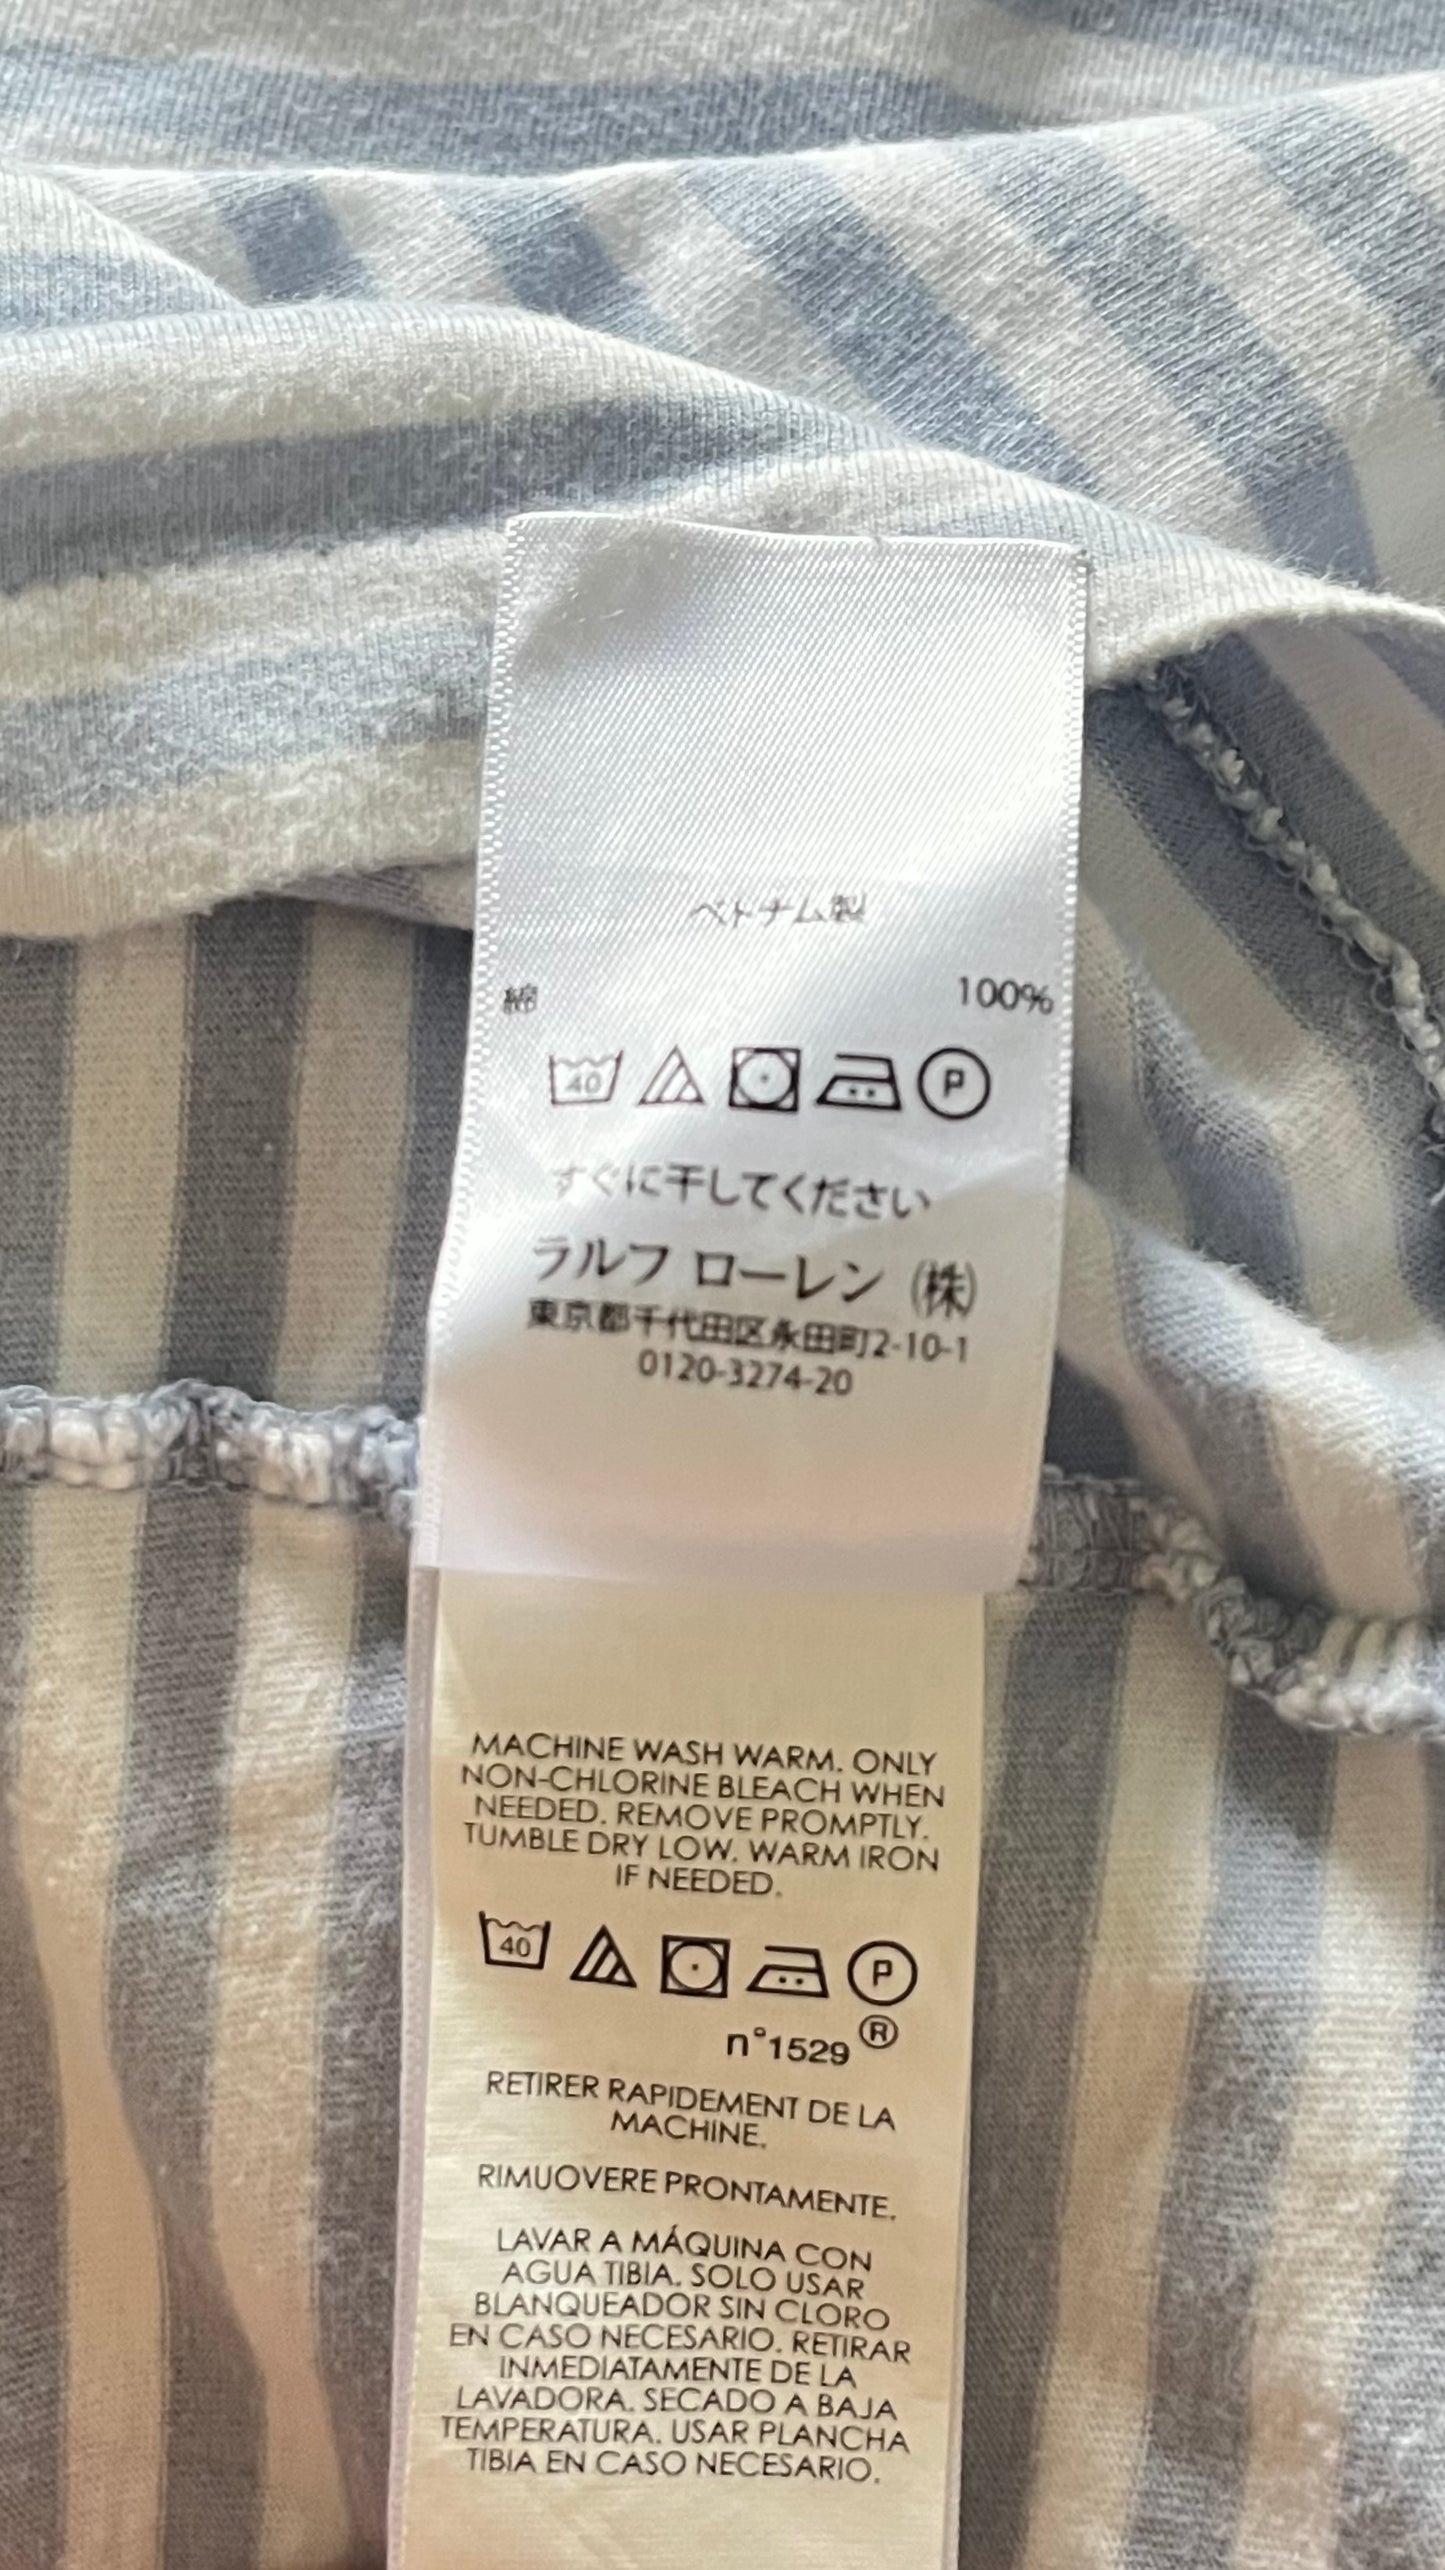 ベトナム製
綿 100%
40 P
すぐに干してください
ラルフ ローレン (株)
東京都千代田区永田町2-10-1
0120-3274-20
MACHINE WASH WARM. ONLY
NON-CHLORINE BLEACH WHEN
NEEDED. REMOVE PROMPTLY.
TUMBLE DRY LOW. WARM IRON
IF NEEDED.
40 P
n°1529 ®
RETIRER RAPIDEMENT DE LA
MACHINE.
RIMUOVERE PRONTAMENTE.
LAVAR A MÁQUINA CON
AGUA TIBIA. SOLO USAR
BLANQUEADOR SIN CLORO
EN CASO NECESARIO. RETIRAR
INMEDIATAMENTE DE LA
LAVADORA. SECADO A BAJA
TEMPERATURA. USAR PLANCHA
TIBIA EN CASO NECESARIO.